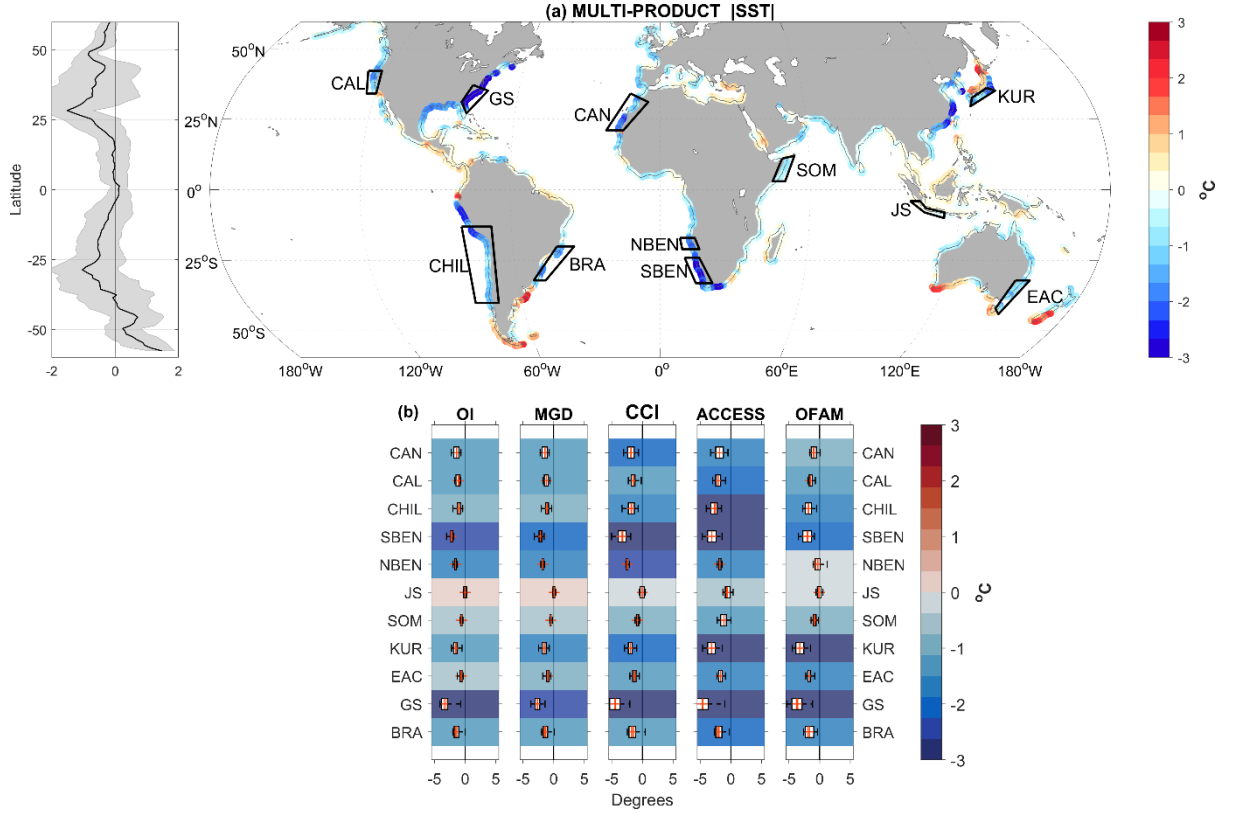 (a) MULTI-PRODUCT |SST|
Latitude
50
25
0
-25
-50
-2 0 2
50°N
25°N
0°
25°S
50°S
180°W 120°W 60°W 0° 60°E 120°E 180°W
CAL
GS
CAN
KUR
SOM
JS
NBEN
SBEN
CHIL
BRA
EAC
3
2
1
0
-1
-2
-3
°C
(b) OI MGD CCI ACCESS OFAM
CAN CAN
CAL CAL
CHIL CHIL
SBEN SBEN
NBEN NBEN
JS JS
SOM SOM
KUR KUR
EAC EAC
GS GS
BRA BRA
-5 0 5 -5 0 5 -5 0 5 -5 0 5 -5 0 5
Degrees
3
2
1
0
-1
-2
-3
°C